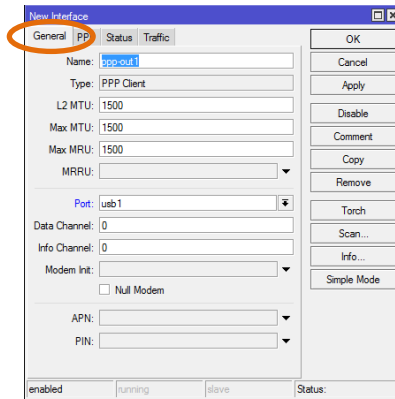 New Interface
General PP Status Traffic
Name: ppp-out1
Type: PPP Client
L2 MTU: 1500
Max MTU: 1500
Max MRU: 1500
MRRU:
Port: usb1
Data Channel: 0
Info Channel: 0
Modem Init:
Null Modem
APN:
PIN:
OK
Cancel
Apply
Disable
Comment
Copy
Remove
Torch
Scan...
Info...
Simple Mode
enabled running slave Status: